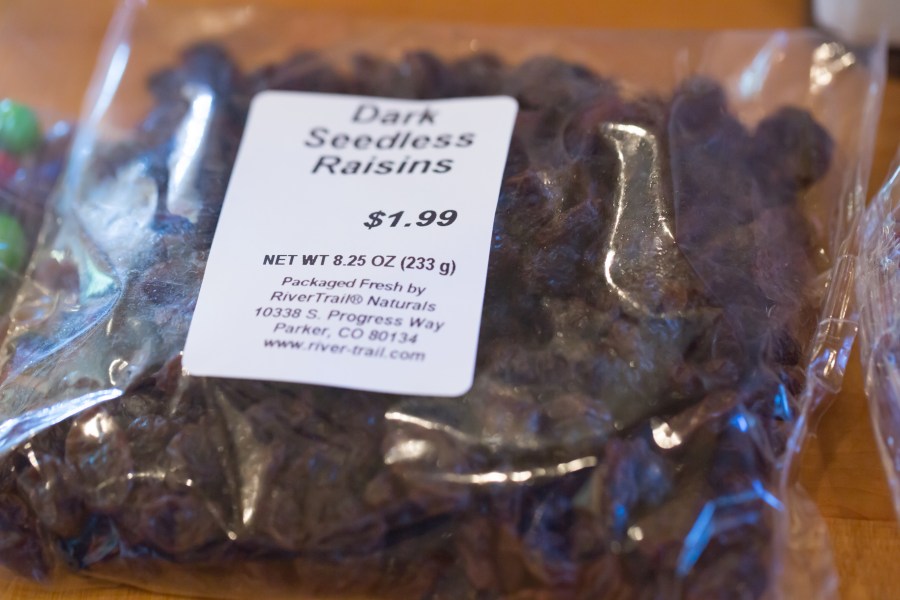 Dark
Seedless
Raisins
$1.99
NET WT 8.25 OZ (233 g)
Packaged Fresh by
RiverTrail® Naturals
10338 S. Progress Way
Parker, CO 80134
www.river-trail.com